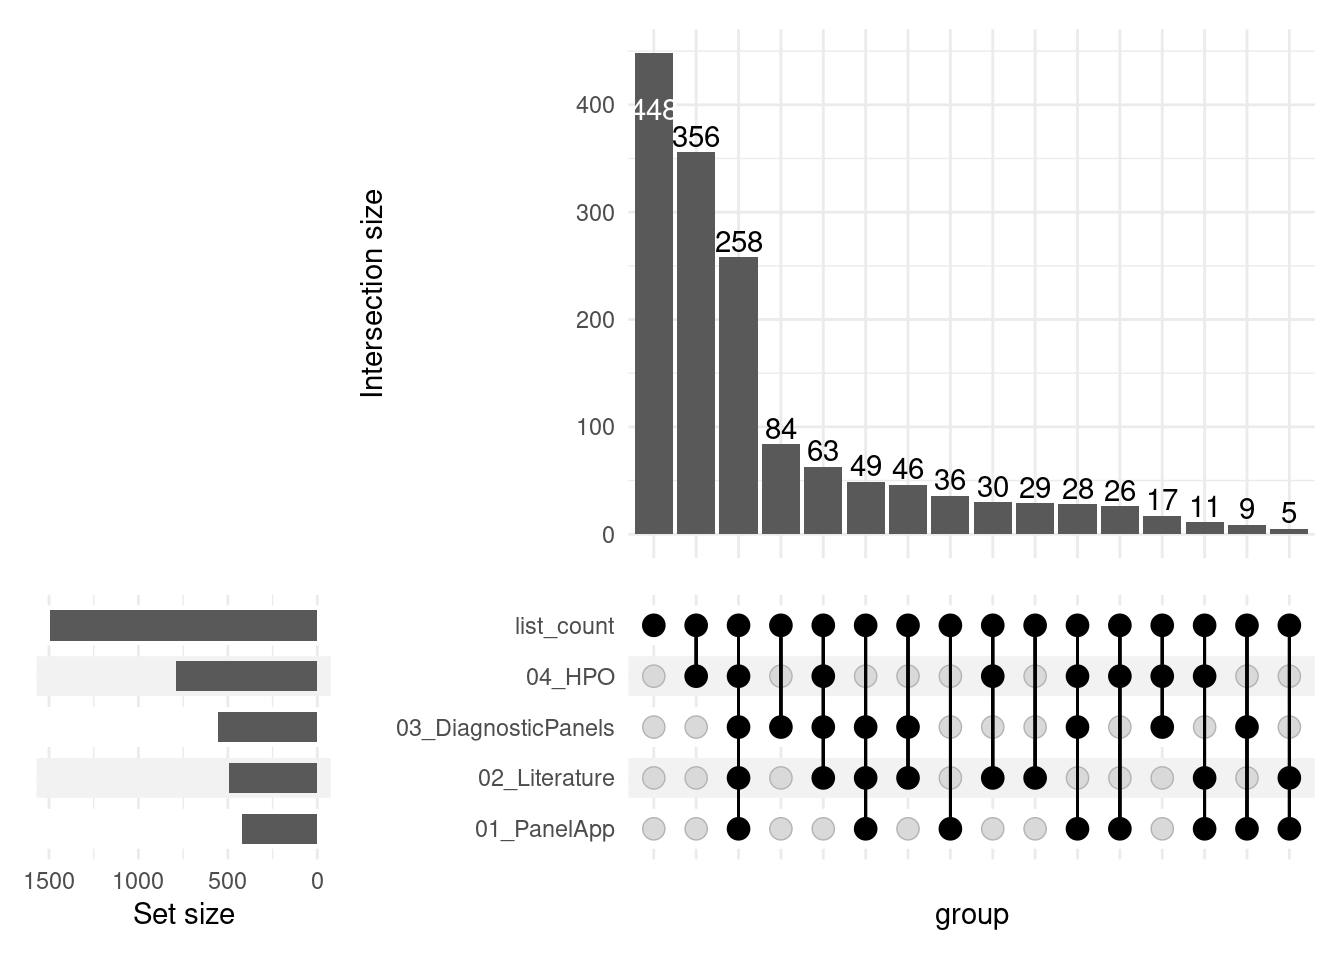 Intersection size
400
300
200
100
0
448
356
258
84
63
49
46
36
30
29
28
26
17
11
9
5
list_count
04_HPO
03_DiagnosticPanels
02_Literature
01_PanelApp
1500 1000 500 0
Set size
group